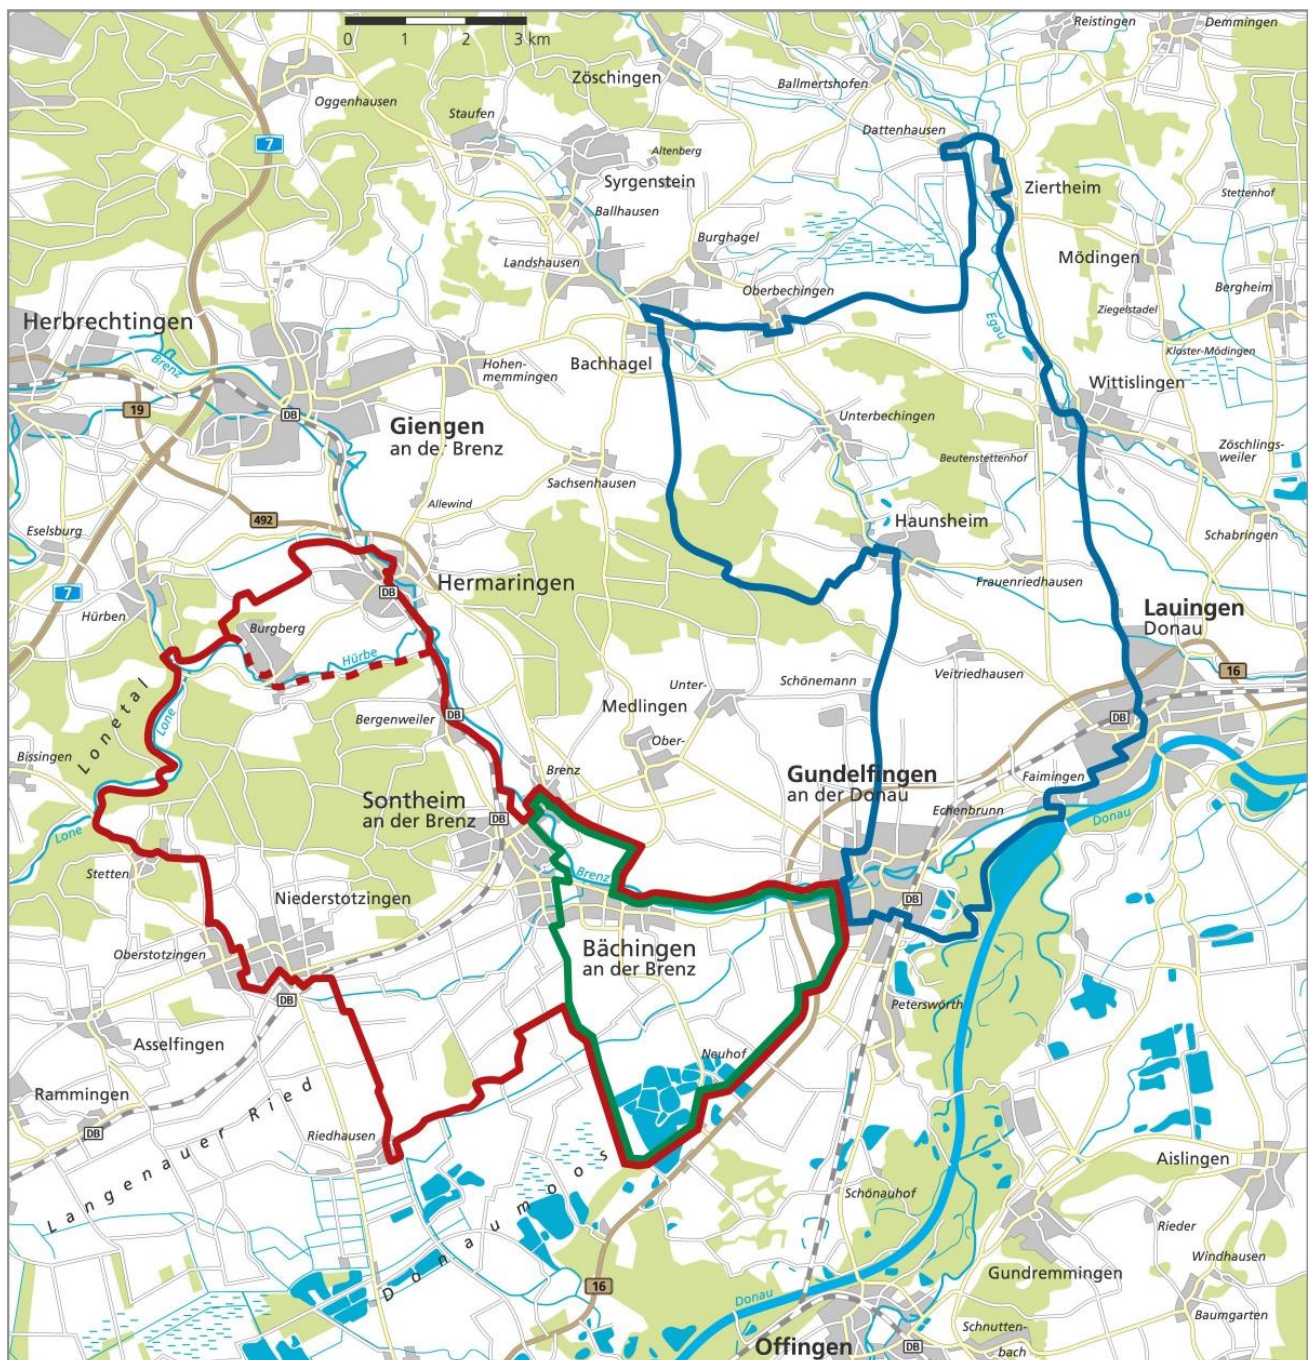 0 1 2 3 km
Reistingen
Demmingen
Zöschingen
Ballmertshofen
Oggenhausen
Staufen
Dattenhausen
7
Altenberg
Syrgenstein
Ziertheim
Stettenhof
Ballhausen
Burghagel
Landshausen
Mödingen
Oberbechingen
Bergheim
Ziegelstadel
Herbrechtingen
Egau
Brenz
Bachhagel
Hohen-
memmingen
Kloster-Mödingen
Wittislingen
19
DB
Giengen
an der Brenz
Unterbechingen
Beutenstettenhof
Zöschlings-
weiler
Sachsenhausen
Allewind
Haunsheim
492
Eselsburg
Schabringen
Hermaringen
Frauenriedhausen
7
DB
Hürben
Lauingen
Donau
Burgberg
Hürbe
Veitriedhausen
16
Schönemann
Unter-
Medlingen
Lonetal
Lone
Bergenweiler
DB
DB
Ober-
Bissingen
Brenz
Gundelfingen
an der Donau
Faimingen
Sontheim
an der Brenz
DB
Echenbrunn
Donau
Lone
Stetten
Brenz
Niederstotzingen
DB
Bächingen
an der Brenz
Oberstotzingen
DB
Peterswörth
Asselfingen
Neuhof
Rammingen
DB
Langenauer Ried
Riedhausen
Donaumoos
Aislingen
Schönauhof
Rieder
Windhausen
Gundremmingen
16
Donau
Baumgarten
Offingen
DB
Schnutten-
bach